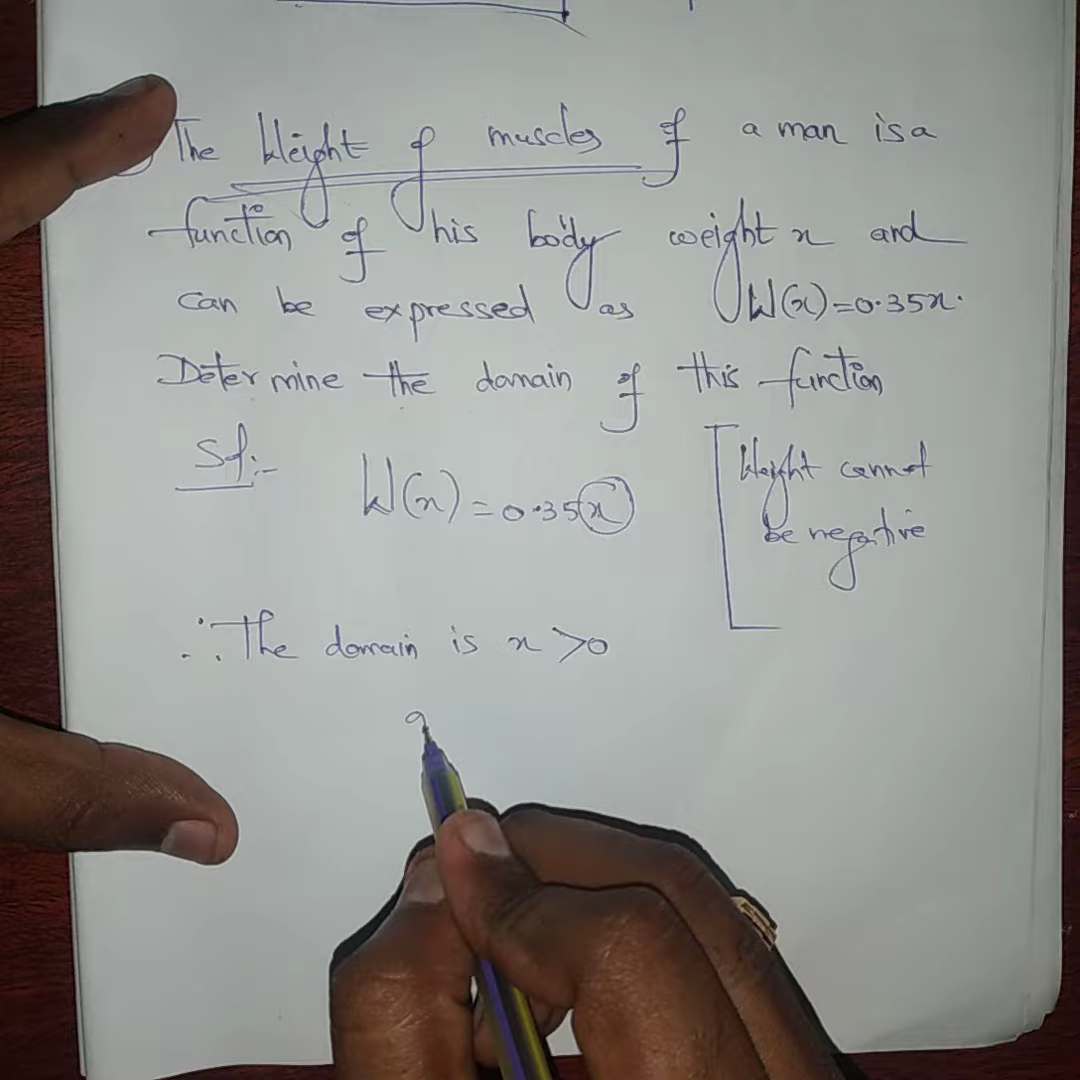 The Weight of muscles of a man is a
function of his body weight x and
can be expressed as W(x)=0.35x.
Determine the domain of this function
Sol:-
W(x)=0.35x
Weight cannot
be negative
∴ The domain is x >0